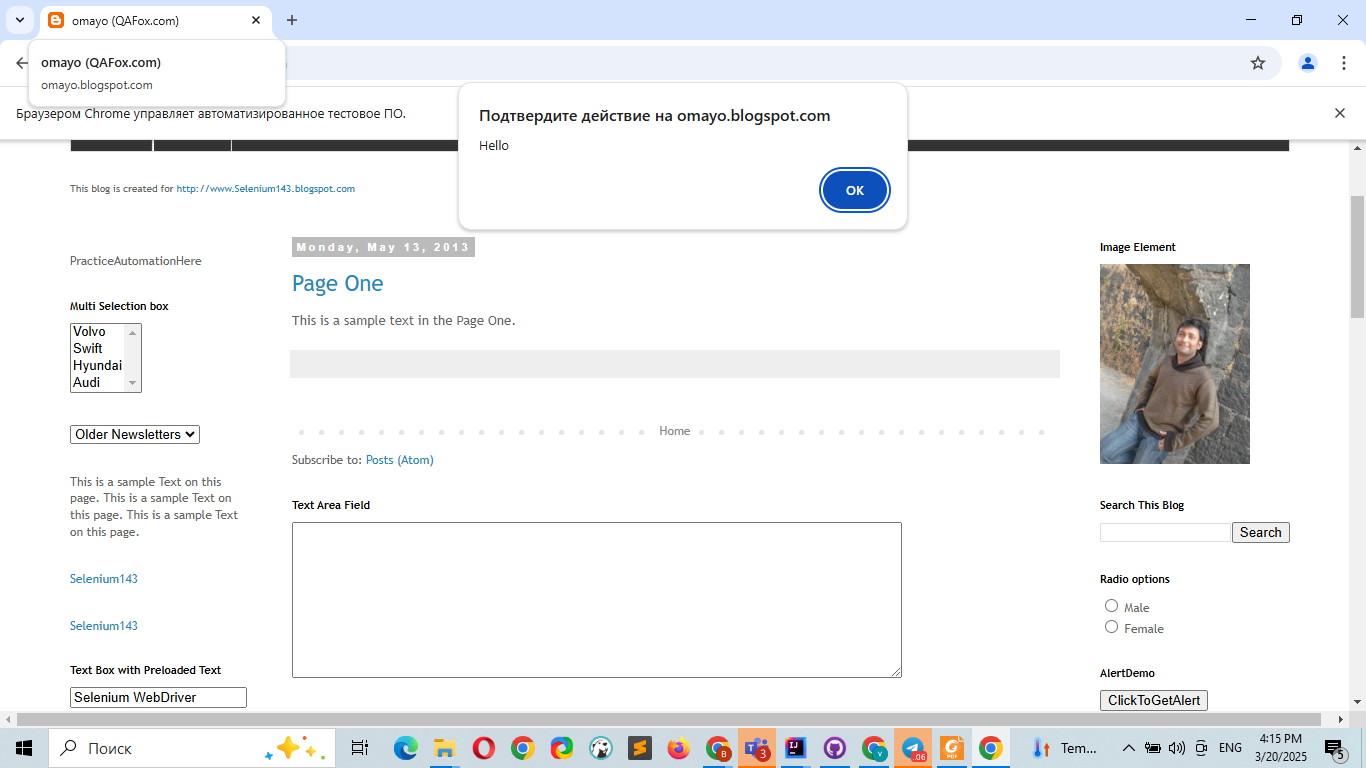 omayo (QAFox.com)
omayo (QAFox.com)
omayo.blogspot.com
Браузером Chrome управляет автоматизированное тестовое ПО.
Подтвердите действие на omayo.blogspot.com
Hello
OK
This blog is created for http://www.Selenium143.blogspot.com
PracticeAutomationHere
Multi Selection box
Volvo
Swift
Hyundai
Audi
Older Newsletters
This is a sample Text on this
page. This is a sample Text on
this page. This is a sample Text
on this page.
Selenium143
Selenium143
Text Box with Preloaded Text
Selenium WebDriver
Monday, May 13, 2013
Page One
This is a sample text in the Page One.
Home
Subscribe to: Posts (Atom)
Text Area Field
Image Element
Search This Blog
Search
Radio options
Male
Female
AlertDemo
ClickToGetAlert
Поиск
B
3
V
.06
PDF
Tem...
ENG
4:15 PM
3/20/2025
5